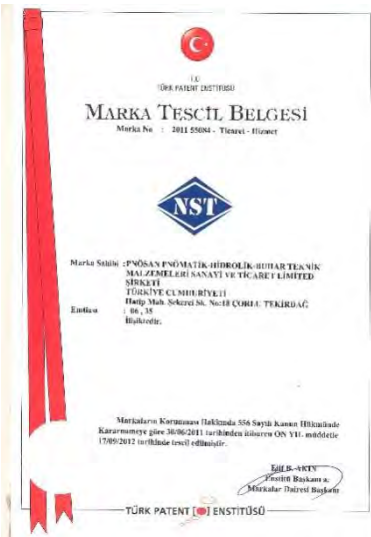 T.C.
TÜRK PATENT ENSTİTÜSÜ
MARKA TESCİL BELGESİ
Marka No : 2011 55084 - Ticaret - Hizmet
NST
Marka Sahibi : PNÖSAN PNÖMATİK-HİDROLİK-BUHAR TEKNİK
MALZEMELERİ SANAYİ VE TİCARET LİMİTED
ŞİRKETİ
TÜRKİYE CUMHURİYETİ
Hatip Mah. Şekerci Sk. No:18 ÇORLU TEKİRDAĞ
Emtiası : 06 , 35
İlişiktedir.
Markaların Korunması Hakkında 556 Sayılı Kanun Hükmünde
Kararnameye göre 30/06/2011 tarihinden itibaren ON YIL müddetle
17/09/2012 tarihinde tescil edilmiştir.
Elif B. AKIN
Enstitü Başkanı a.
Markalar Dairesi Başkanı
TÜRK PATENT ENSTİTÜSÜ